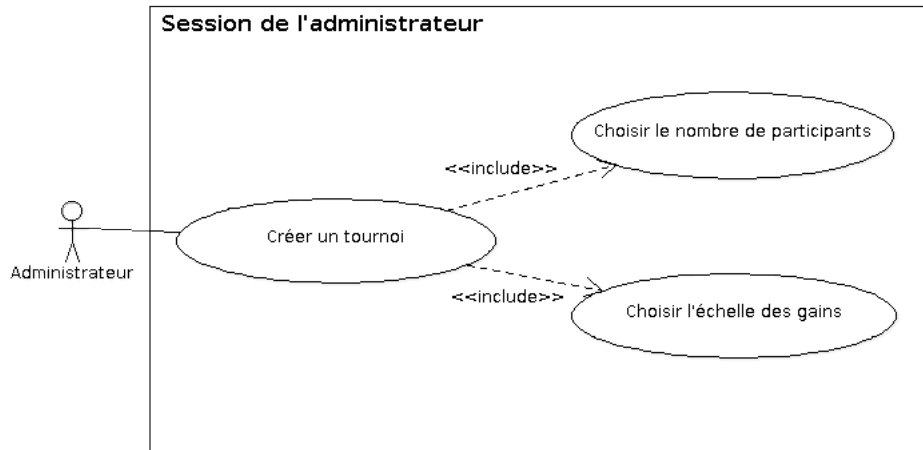 Session de l'administrateur
Choisir le nombre de participants
<<include>>
Créer un tournoi
Administrateur
<<include>>
Choisir l'échelle des gains